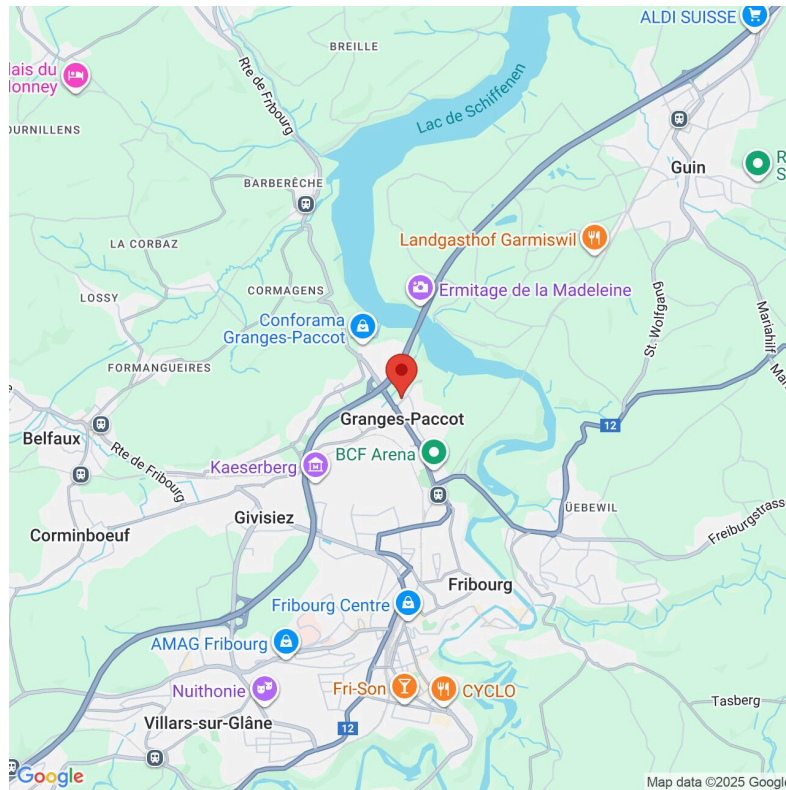 ALDI SUISSE
BREILLE
lais du
lonney
Rte de Fribourg
Lac de Schiffenen
OURNILLENS
Guin
R
S
BARBERÊCHE
Landgasthof Garmiswil
LA CORBAZ
CORMAGENS
Ermitage de la Madeleine
LOSSY
St. Wolfgang
Mariahilf
Conforama
Granges-Paccot
FORMANGUEIRES
Granges-Paccot
12
Belfaux
BCF Arena
Rte de Fribourg
Kaeserberg
ÜEBEWIL
Givisiez
Freiburgstrasse
Corminboeuf
Fribourg
Fribourg Centre
AMAG Fribourg
Nuithonie
Fri-Son
CYCLO
Tasberg
Villars-sur-Glâne
12
Google
Map data ©2025 Google